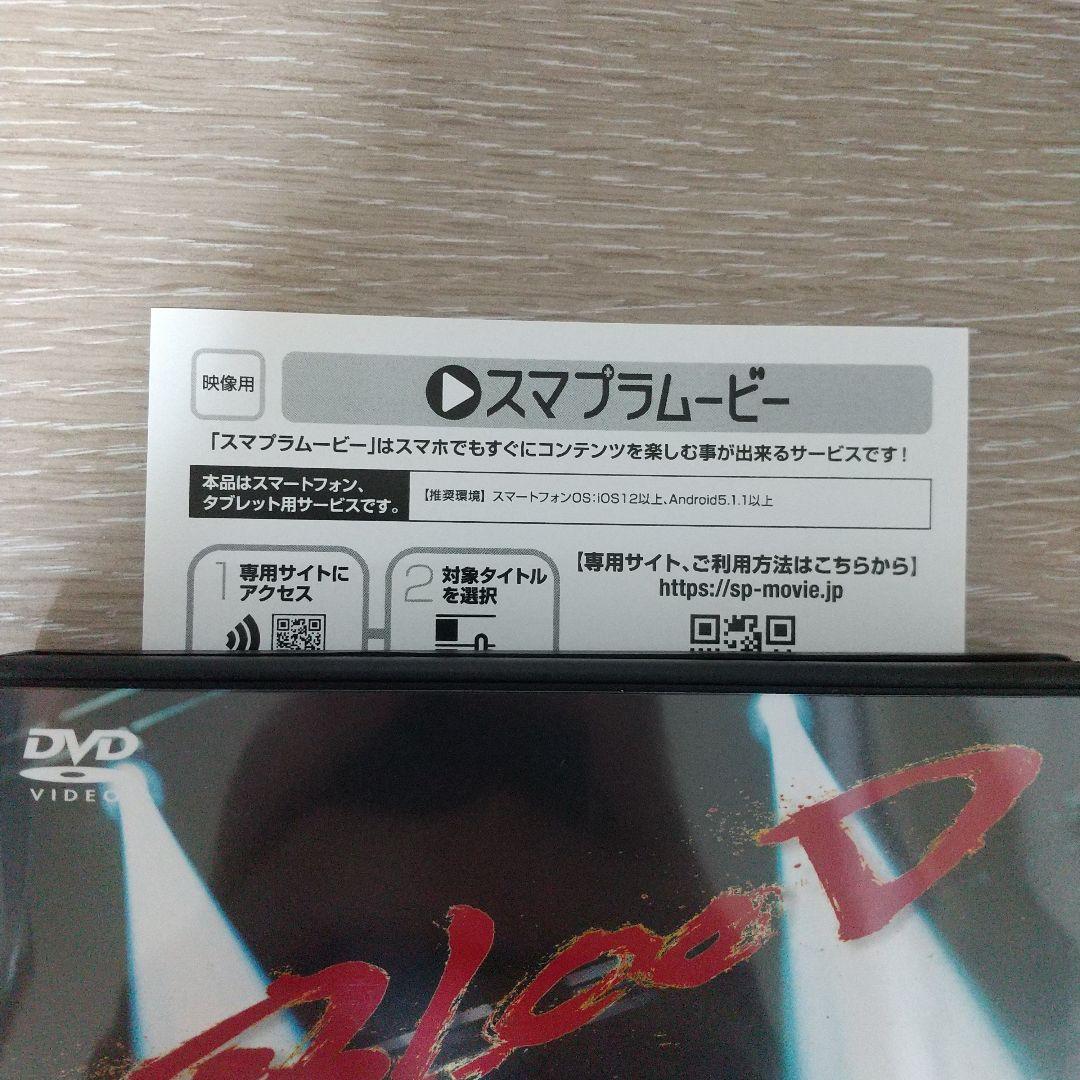 映像用
スマプラムービー
「スマプラムービー」はスマホでもすぐにコンテンツを楽しむ事が出来るサービスです!
本品はスマートフォン、
タブレット用サービスです。
【推奨環境】スマートフォンOS:iOS12以上、Android5.1.1以上
1 専用サイトに
アクセス
2 対象タイトル
を選択
【専用サイト、ご利用方法はこちらから】
https://sp-movie.jp
DVD
VIDEO
BLOOD